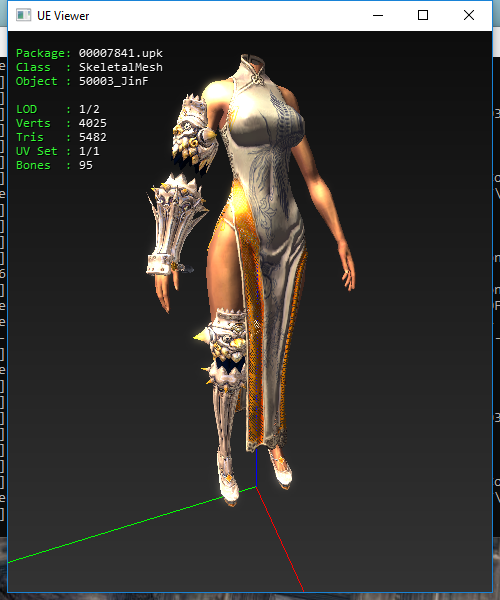 UE Viewer
Package: 00007841.upk
Class : SkeletalMesh
Object : 50003_JinF
LOD : 1/2
Verts : 4025
Tris : 5482
UV Set : 1/1
Bones : 95